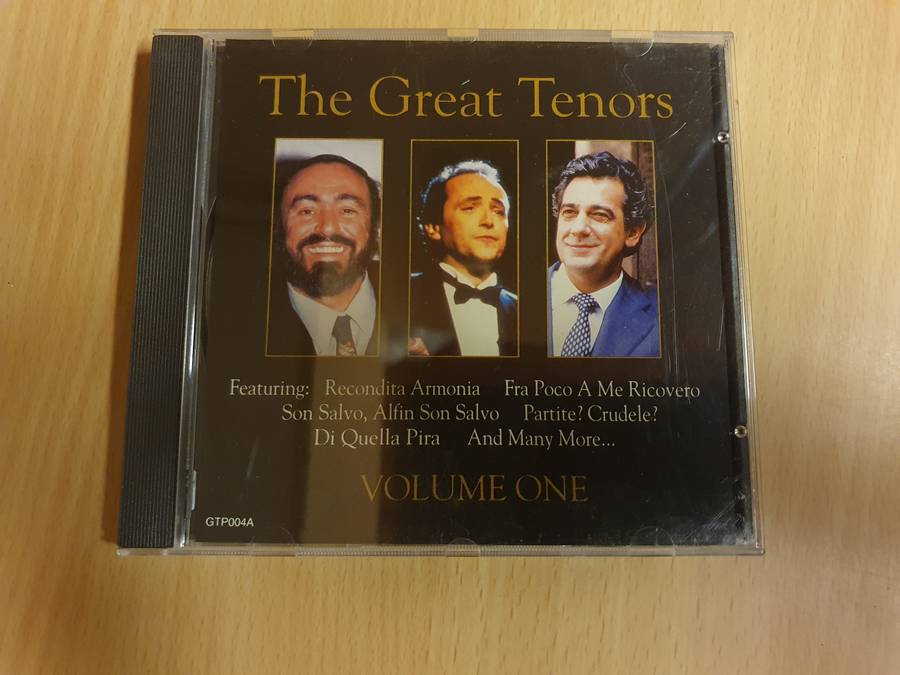 The Great Tenors
Featuring: Recondita Armonia Fra Poco A Me Ricovero
Son Salvo, Alfin Son Salvo Partite? Crudele?
Di Quella Pira And Many More...
VOLUME ONE
GTP004A